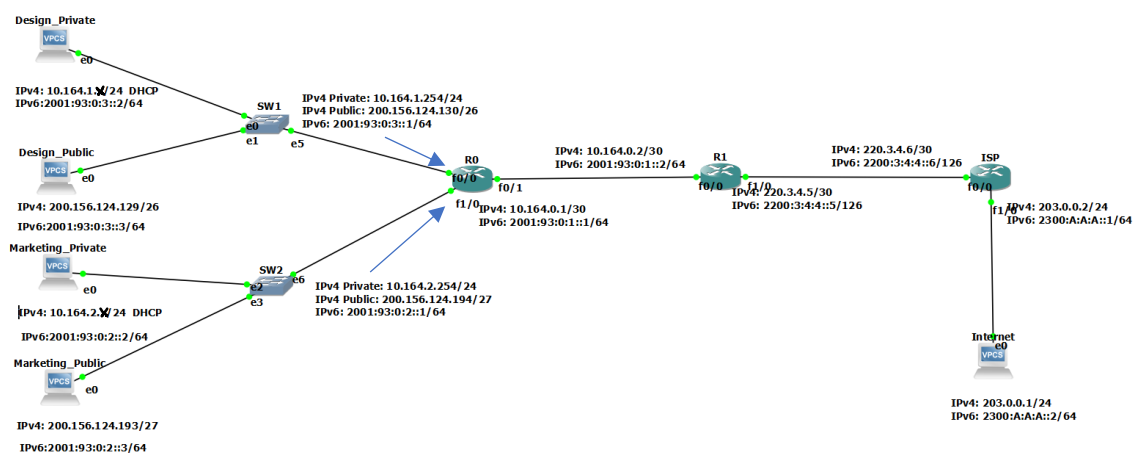 Design_Private
VPCS
e0
IPv4: 10.164.1.X/24 DHCP
IPv6:2001:93:0:3::2/64
SW1
e0
e1
e5
IPv4 Private: 10.164.1.254/24
IPv4 Public: 200.156.124.130/26
IPv6: 2001:93:0:3::1/64
Design_Public
VPCS
e0
IPv4: 200.156.124.129/26
IPv6:2001:93:0:3::3/64
R0
f0/0
f0/1
f1/0
IPv4: 10.164.0.2/30
IPv6: 2001:93:0:1::2/64
IPv4: 10.164.0.1/30
IPv6: 2001:93:0:1::1/64
R1
f0/0
f1/0
IPv4: 220.3.4.6/30
IPv6: 2200:3:4:4::6/126
IPv4: 220.3.4.5/30
IPv6: 2200:3:4:4::5/126
ISP
f0/0
f1/0
IPv4: 203.0.0.2/24
IPv6: 2300:A:A:A::1/64
Marketing_Private
VPCS
e0
IPv4: 10.164.2.X/24 DHCP
IPv6:2001:93:0:2::2/64
SW2
e2
e3
e6
IPv4 Private: 10.164.2.254/24
IPv4 Public: 200.156.124.194/27
IPv6: 2001:93:0:2::1/64
Marketing_Public
VPCS
e0
IPv4: 200.156.124.193/27
IPv6:2001:93:0:2::3/64
Internet
e0
VPCS
IPv4: 203.0.0.1/24
IPv6: 2300:A:A:A::2/64